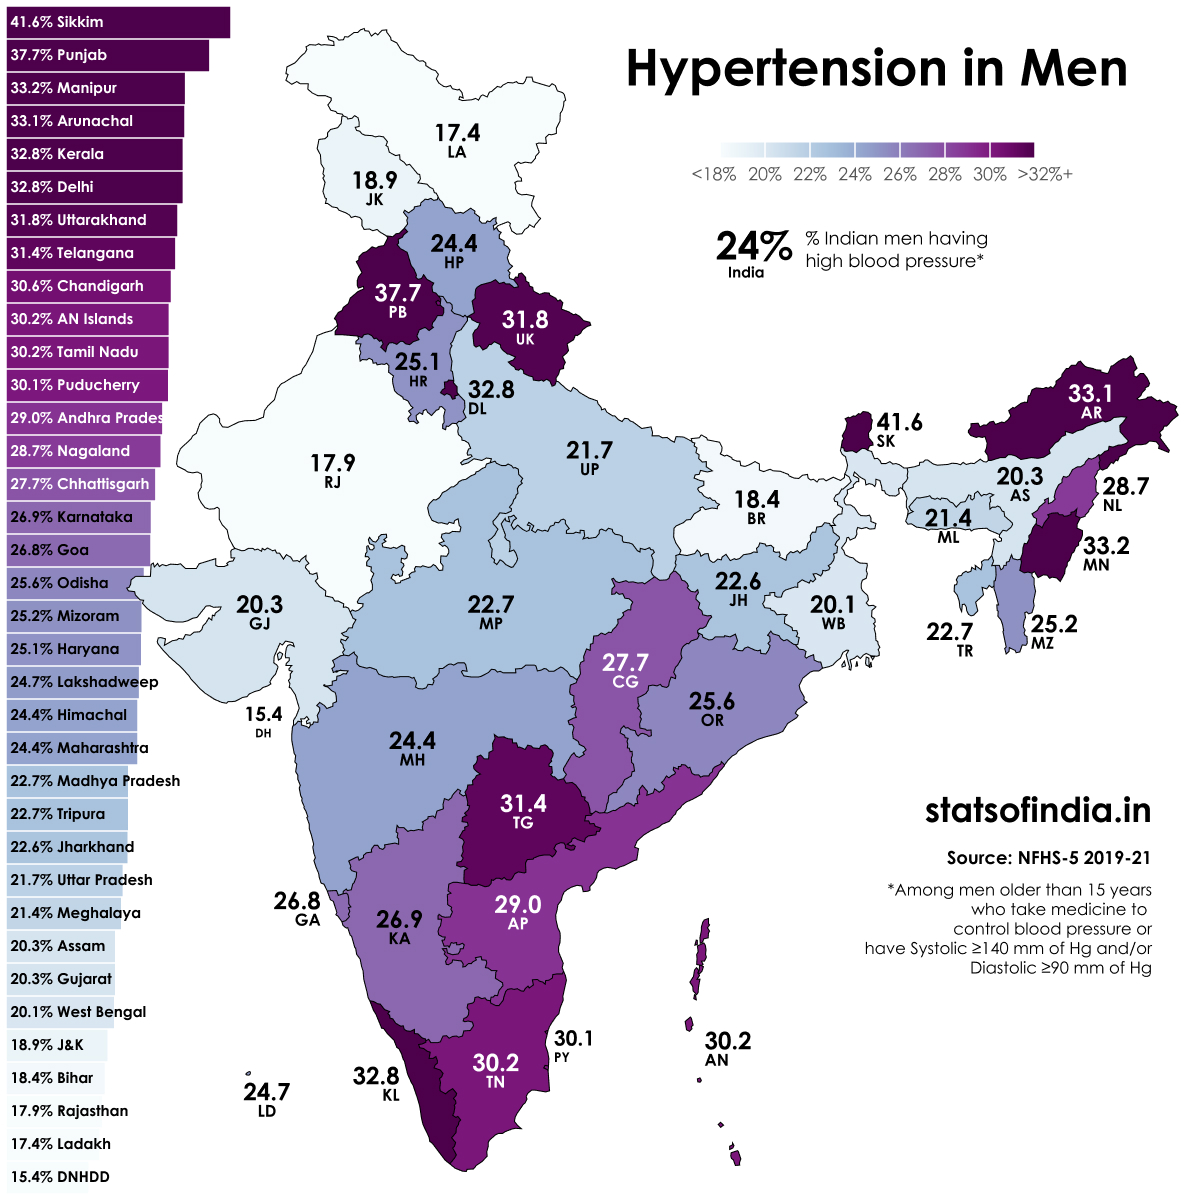 Hypertension in Men
<18% 20% 22% 24% 26% 28% 30% >32%+
24%
India
% Indian men having
high blood pressure*
41.6% Sikkim
37.7% Punjab
33.2% Manipur
33.1% Arunachal
32.8% Kerala
32.8% Delhi
31.8% Uttarakhand
31.4% Telangana
30.6% Chandigarh
30.2% AN Islands
30.2% Tamil Nadu
30.1% Puducherry
29.0% Andhra Prades
28.7% Nagaland
27.7% Chhattisgarh
26.9% Karnataka
26.8% Goa
25.6% Odisha
25.2% Mizoram
25.1% Haryana
24.7% Lakshadweep
24.4% Himachal
24.4% Maharashtra
22.7% Madhya Pradesh
22.7% Tripura
22.6% Jharkhand
21.7% Uttar Pradesh
21.4% Meghalaya
20.3% Assam
20.3% Gujarat
20.1% West Bengal
18.9% J&K
18.4% Bihar
17.9% Rajasthan
17.4% Ladakh
15.4% DNHDD
17.4
LA
18.9
JK
24.4
HP
37.7
PB
31.8
UK
25.1
HR
32.8
DL
33.1
AR
41.6
SK
21.7
UP
17.9
RJ
20.3
AS
28.7
NL
18.4
BR
21.4
ML
33.2
MN
22.6
JH
20.3
GJ
22.7
MP
20.1
WB
22.7
TR
25.2
MZ
27.7
CG
25.6
OR
15.4
DH
24.4
MH
31.4
TG
26.8
GA
26.9
KA
29.0
AP
30.1
PY
30.2
AN
30.2
TN
32.8
KL
24.7
LD
statsofindia.in
Source: NFHS-5 2019-21
*Among men older than 15 years
who take medicine to
control blood pressure or
have Systolic ≥140 mm of Hg and/or
Diastolic ≥90 mm of Hg